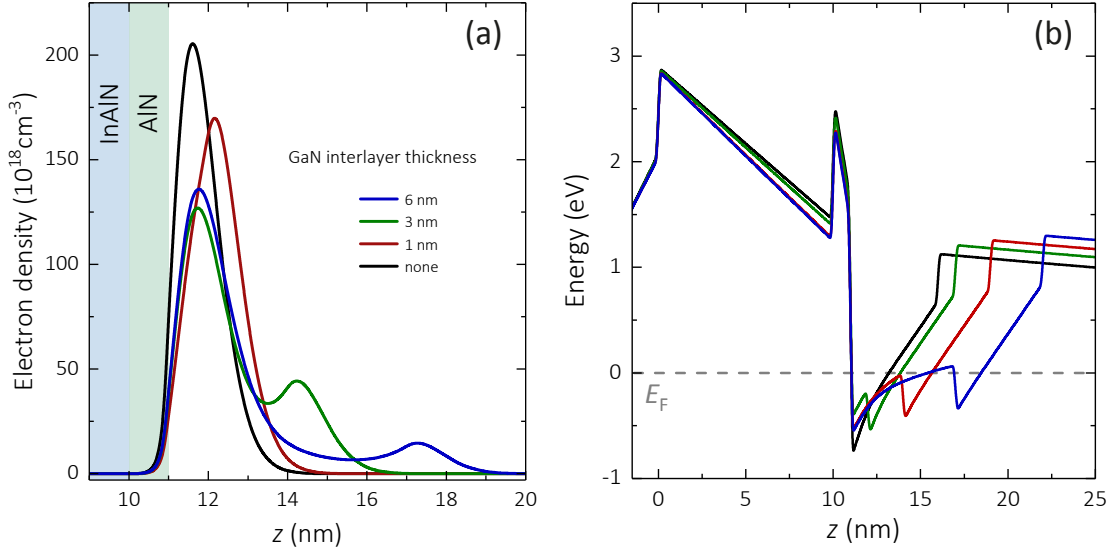 (a)
InAlN
AlN
GaN interlayer thickness
6 nm
3 nm
1 nm
none
Electron density (10¹⁸cm⁻³)
200
150
100
50
0
10
12
14
16
18
20
z (nm)
(b)
Energy (eV)
3
2
1
0
-1
E_F
0
5
10
15
20
25
z (nm)